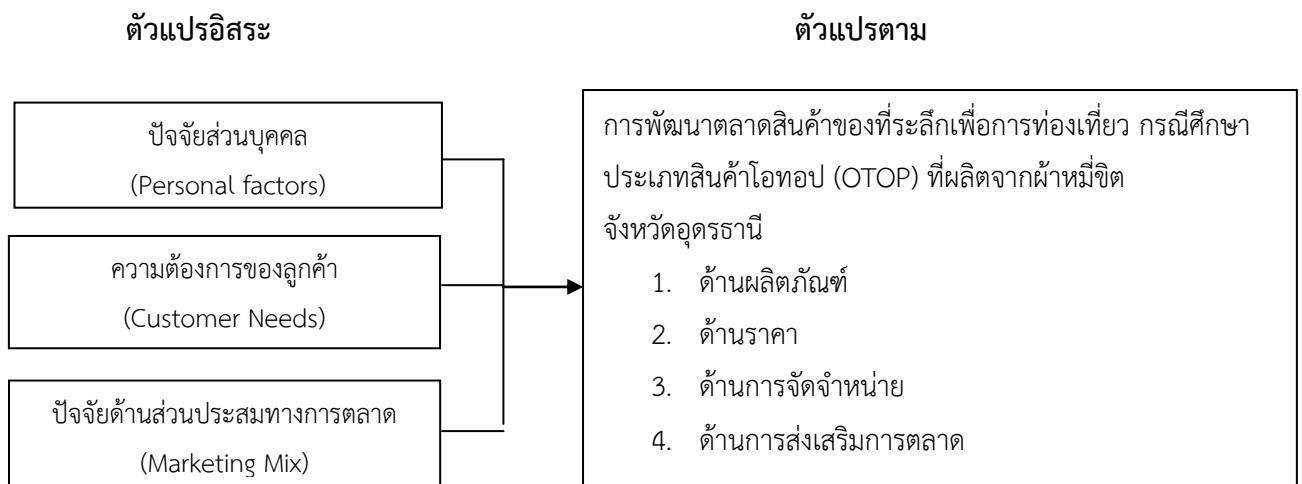 ตัวแปรอิสระ
ตัวแปรตาม
ปัจจัยส่วนบุคคล
(Personal factors)
ความต้องการของลูกค้า
(Customer Needs)
ปัจจัยด้านส่วนประสมทางการตลาด
(Marketing Mix)
การพัฒนาตลาดสินค้าของที่ระลึกเพื่อการท่องเที่ยว กรณีศึกษา
ประเภทสินค้าโอทอป (OTOP) ที่ผลิตจากผ้าหมี่ขิต
จังหวัดอุดรธานี
1. ด้านผลิตภัณฑ์
2. ด้านราคา
3. ด้านการจัดจำหน่าย
4. ด้านการส่งเสริมการตลาด